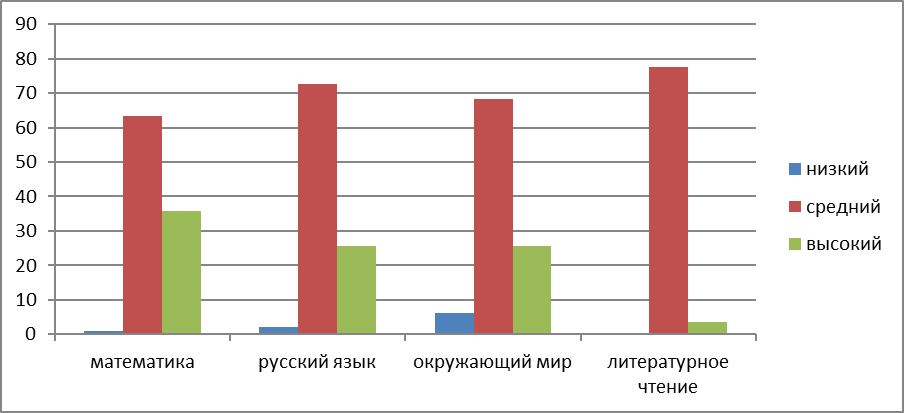 90
80
70
60
50
40
30
20
10
0
математика
русский язык
окружающий мир
литературное
чтение
низкий
средний
высокий